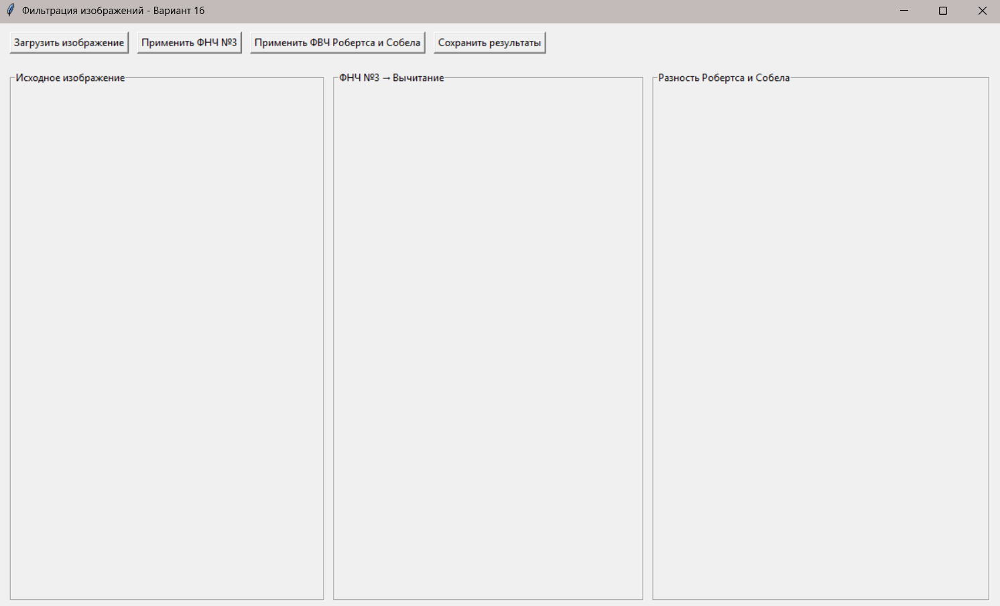 Фильтрация изображений - Вариант 16
Загрузить изображение
Применить ФНЧ №3
Применить ФВЧ Робертса и Собела
Сохранить результаты
Исходное изображение
ФНЧ №3 → Вычитание
Разность Робертса и Собела